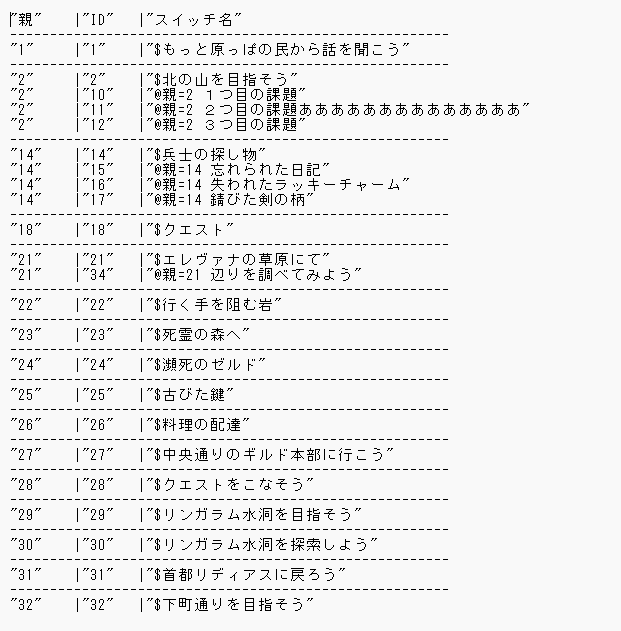 "親"    |"ID"   |"スイッチ名"
-------------------------------------------------------
"1"     |"1"    |"$もっと原っぱの民から話を聞こう"
-------------------------------------------------------
"2"     |"2"    |"$北の山を目指そう"
"2"     |"10"   |"@親=2 １つ目の課題"
"2"     |"11"   |"@親=2 ２つ目の課題ああああああああああああああ"
"2"     |"12"   |"@親=2 ３つ目の課題"
-------------------------------------------------------
"14"    |"14"   |"$兵士の探し物"
"14"    |"15"   |"@親=14 忘れられた日記"
"14"    |"16"   |"@親=14 失われたラッキーチャーム"
"14"    |"17"   |"@親=14 錆びた剣の柄"
-------------------------------------------------------
"18"    |"18"   |"$クエスト"
-------------------------------------------------------
"21"    |"21"   |"$エレヴァナの草原にて"
"21"    |"34"   |"@親=21 辺りを調べてみよう"
-------------------------------------------------------
"22"    |"22"   |"$行く手を阻む岩"
-------------------------------------------------------
"23"    |"23"   |"$死霊の森へ"
-------------------------------------------------------
"24"    |"24"   |"$瀕死のゼルド"
-------------------------------------------------------
"25"    |"25"   |"$古びた鍵"
-------------------------------------------------------
"26"    |"26"   |"$料理の配達"
-------------------------------------------------------
"27"    |"27"   |"$中央通りのギルド本部に行こう"
-------------------------------------------------------
"28"    |"28"   |"$クエストをこなそう"
-------------------------------------------------------
"29"    |"29"   |"$リンガラム水洞を目指そう"
-------------------------------------------------------
"30"    |"30"   |"$リンガラム水洞を探索しよう"
-------------------------------------------------------
"31"    |"31"   |"$首都リディアスに戻ろう"
-------------------------------------------------------
"32"    |"32"   |"$下町通りを目指そう"